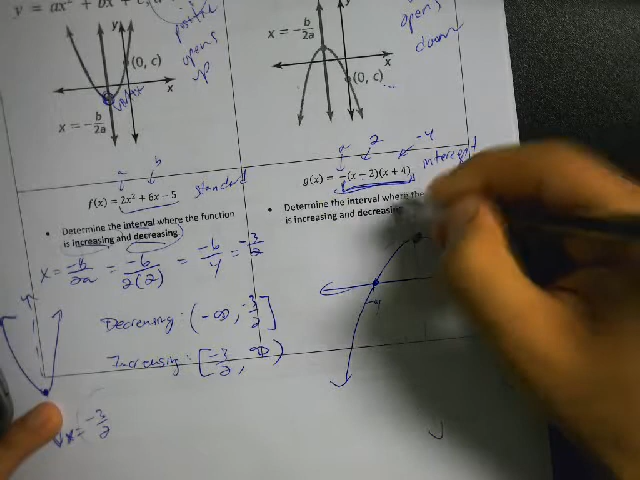 y = ax² + bx +
positive
opens
up
y
(0, c)
x
vertex
x = -b/2a
x = -b/2a
y
x
(0, c)
opens
down
a b
f(x) = 2x² + 6x - 5 standard
• Determine the interval where the function
is increasing and decreasing
x = -b/2a = -6/2(2) = -6/4 = -3/2
Decreasing: (-∞, -3/2]
Increasing: [-3/2, ∞)
x = -3/2
a 2 -4
(x - 2)(x + 4) intercept
• Determine the interval where the
is increasing and decreasing
-4